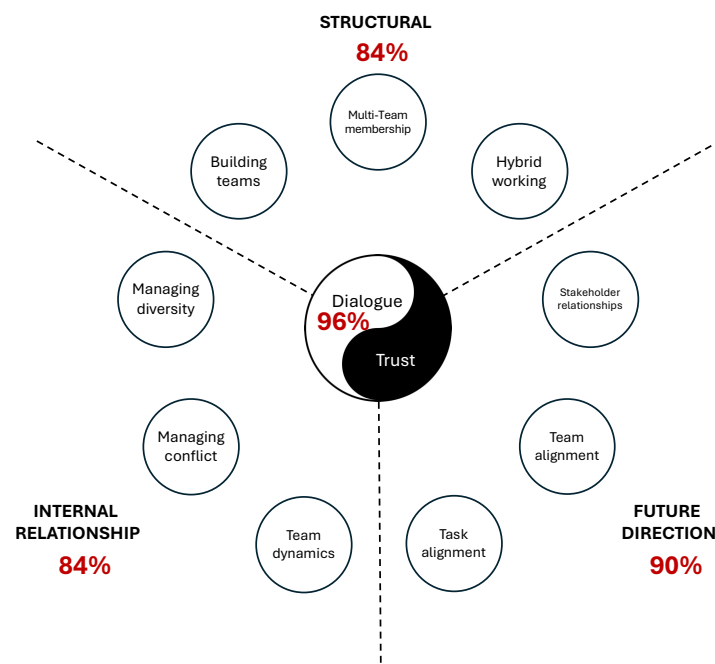 STRUCTURAL
84%
Multi-Team
membership
Building
teams
Hybrid
working
Managing
diversity
Dialogue
96%
Trust
Stakeholder
relationships
Managing
conflict
Team
alignment
INTERNAL
RELATIONSHIP
84%
Team
dynamics
Task
alignment
FUTURE
DIRECTION
90%